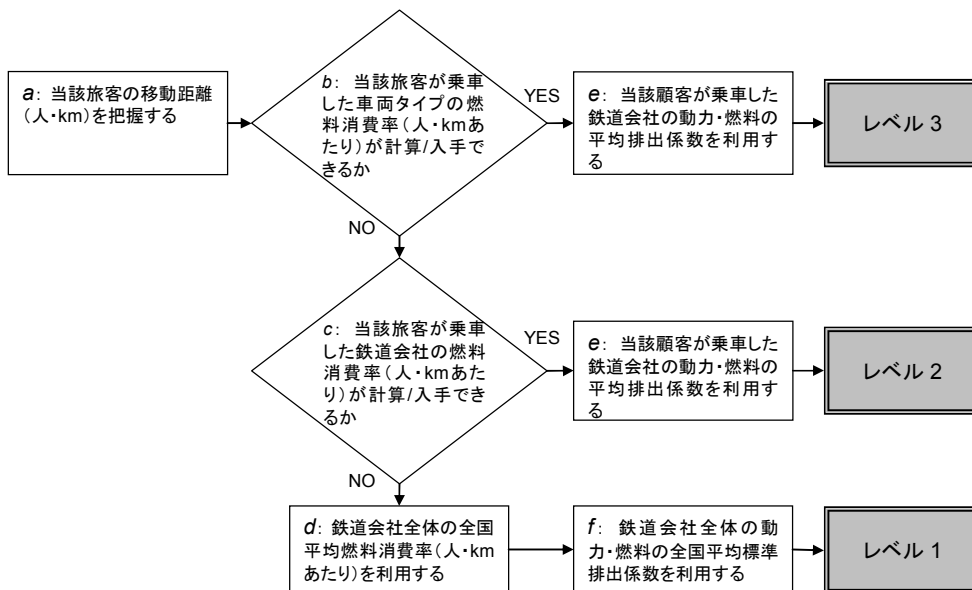 a: 当該旅客の移動距離
(人・km)を把握する
b: 当該旅客が乗車
した車両タイプの燃
料消費率(人・kmあ
たり)が計算/入手で
きるか
YES
e: 当該顧客が乗車した
鉄道会社の動力・燃料の
平均排出係数を利用す
る
レベル 3
NO
c: 当該旅客が乗車
した鉄道会社の燃料
消費率(人・kmあた
り)が計算/入手でき
るか
YES
e: 当該顧客が乗車した
鉄道会社の動力・燃料の
平均排出係数を利用す
る
レベル 2
NO
d: 鉄道会社全体の全国
平均燃料消費率(人・km
あたり)を利用する
f: 鉄道会社全体の動
力・燃料の全国平均標準
排出係数を利用する
レベル 1